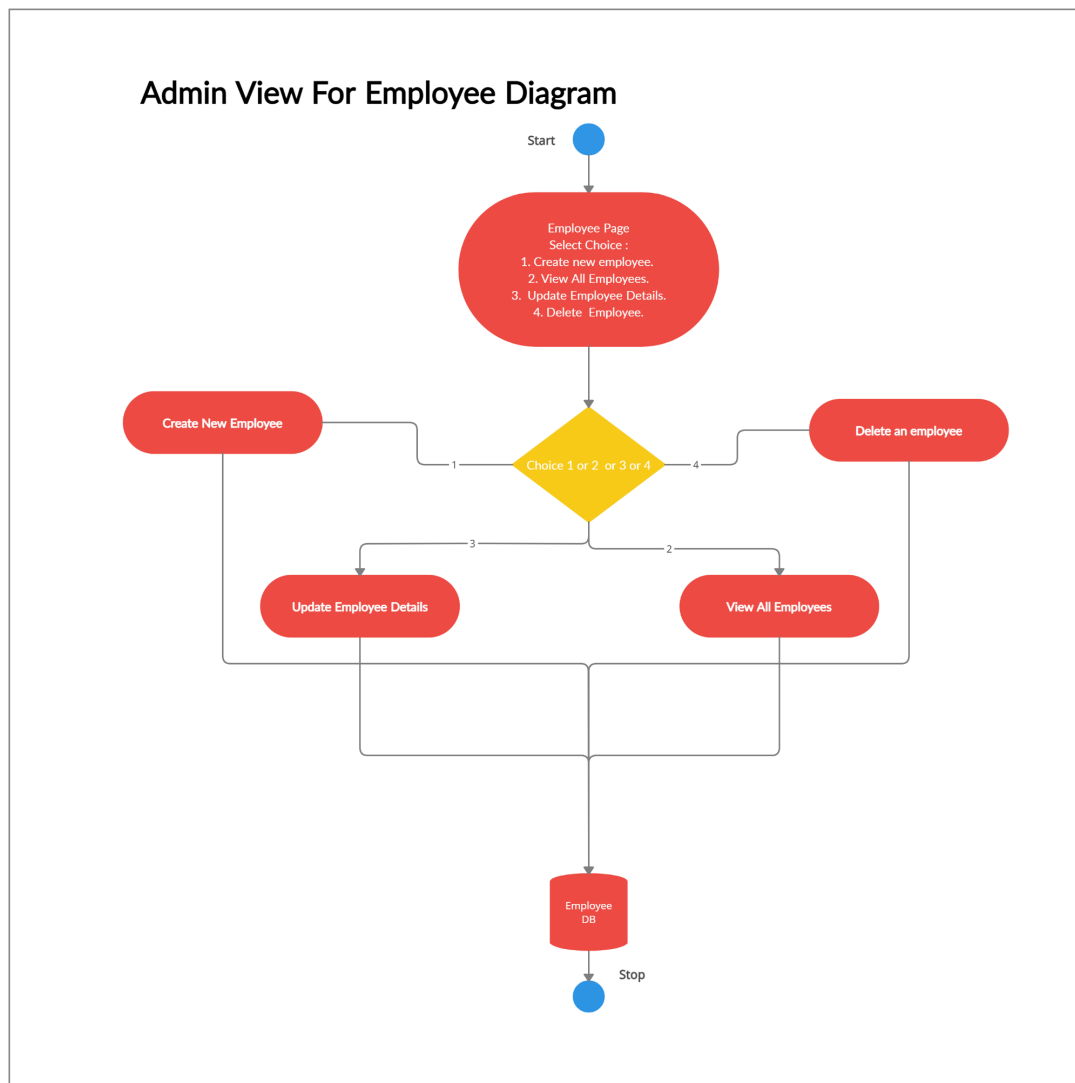 Admin View For Employee Diagram
Start
Employee Page
Select Choice :
1. Create new employee.
2. View All Employees.
3.  Update Employee Details.
4. Delete  Employee.
Create New Employee
Delete an employee
Choice 1 or 2  or 3 or 4
1
4
3
2
Update Employee Details
View All Employees
Employee
DB
Stop